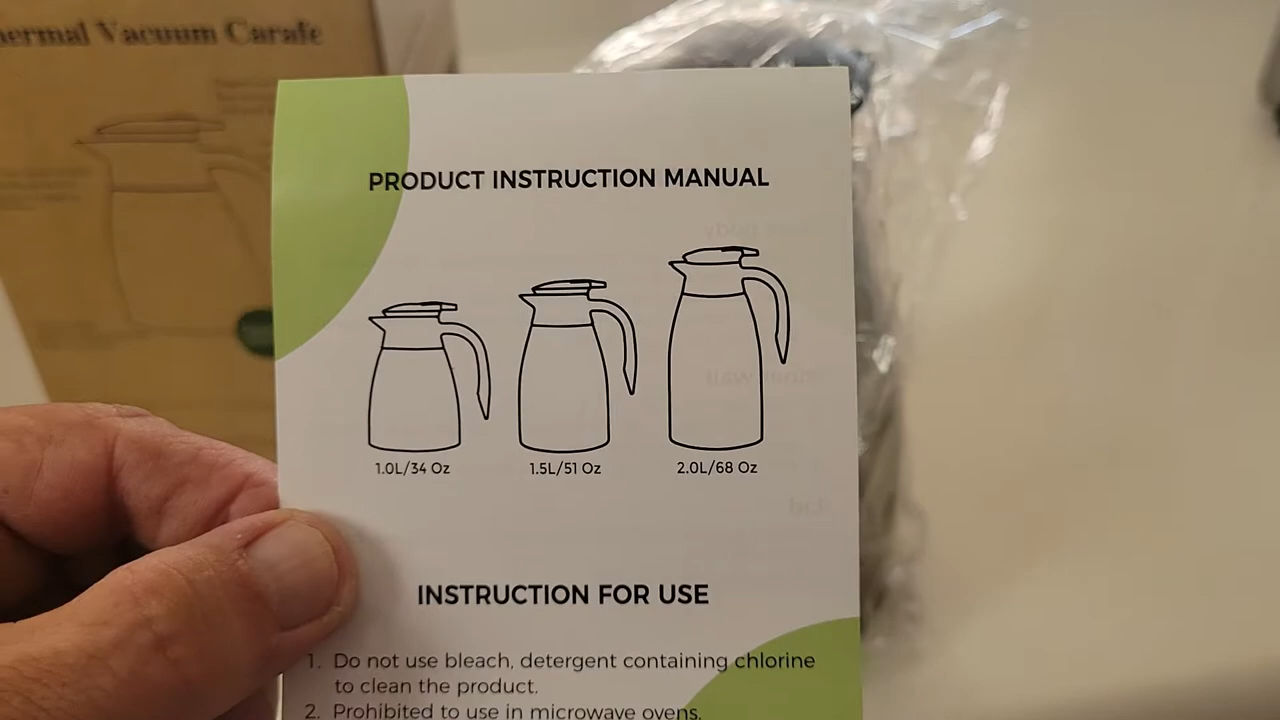 Vacuum Carafe
PRODUCT INSTRUCTION MANUAL
1.0L/34 Oz
1.5L/51 Oz
2.0L/68 Oz
INSTRUCTION FOR USE
1. Do not use bleach, detergent containing chlorine
to clean the product.
2. Prohibited to use in microwave ovens.